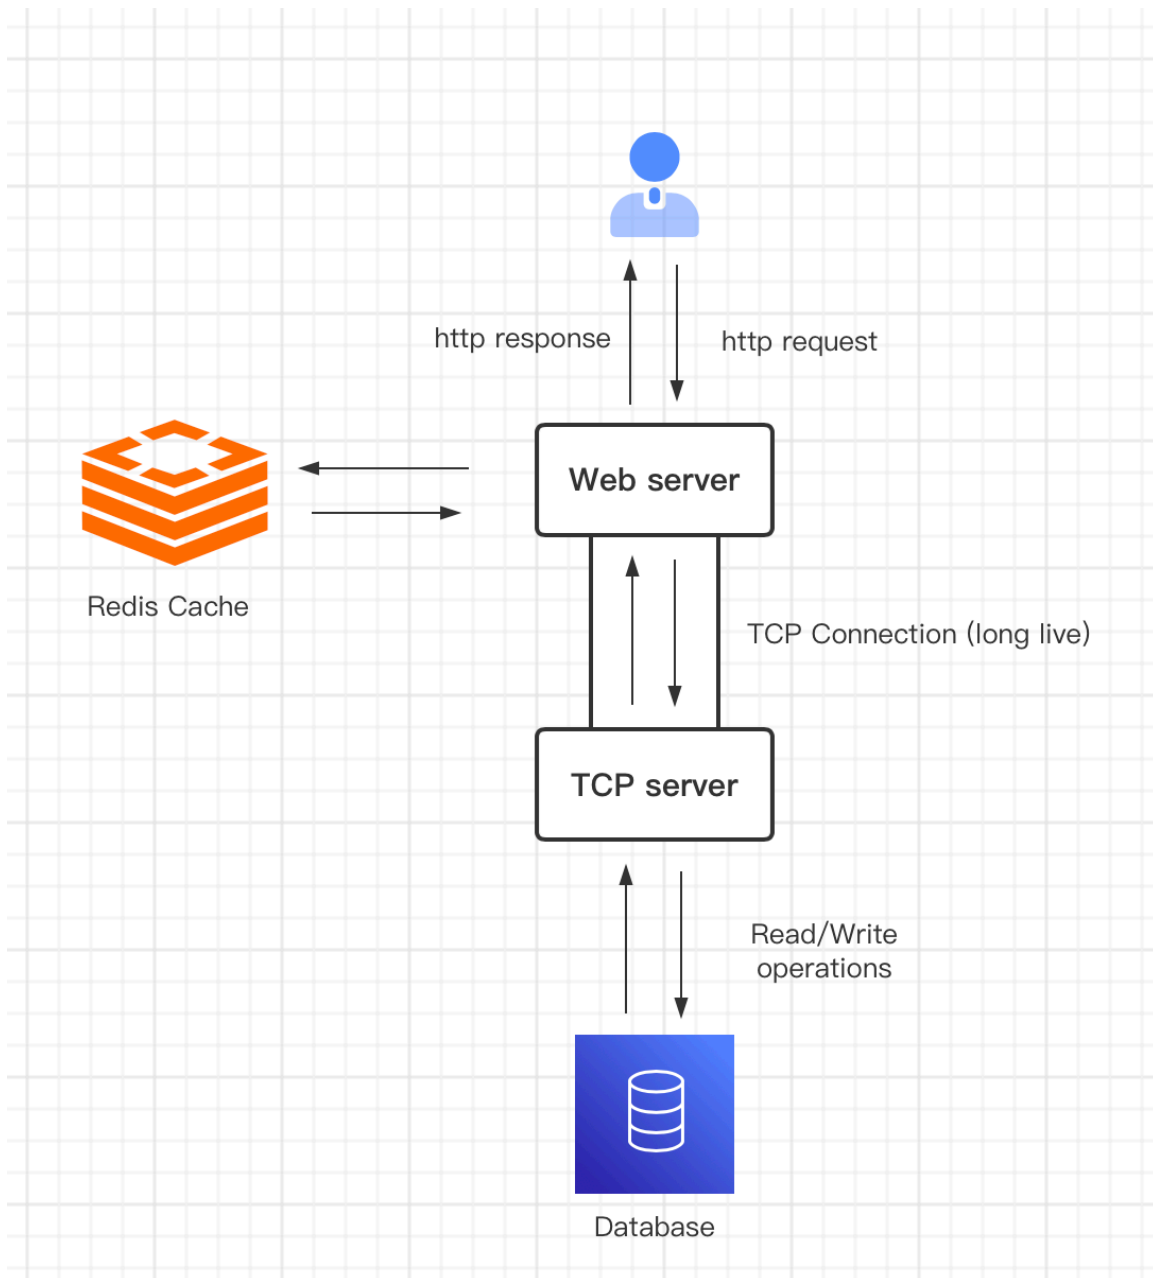 http response
http request
Web server
Redis Cache
TCP Connection (long live)
TCP server
Read/Write
operations
Database